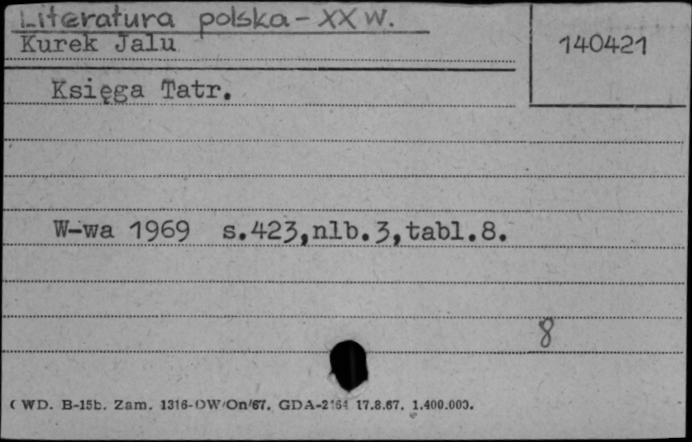 Literatura polska - XX w.
Kurek Jalu
140421
Księga Tatr.
W-wa 1969 s.423,nlb.3,tabl.8.
8
WD. B-15b. Zam. 1316-OW/On/67. GDA-2164 17.8.67. 1.400.000.